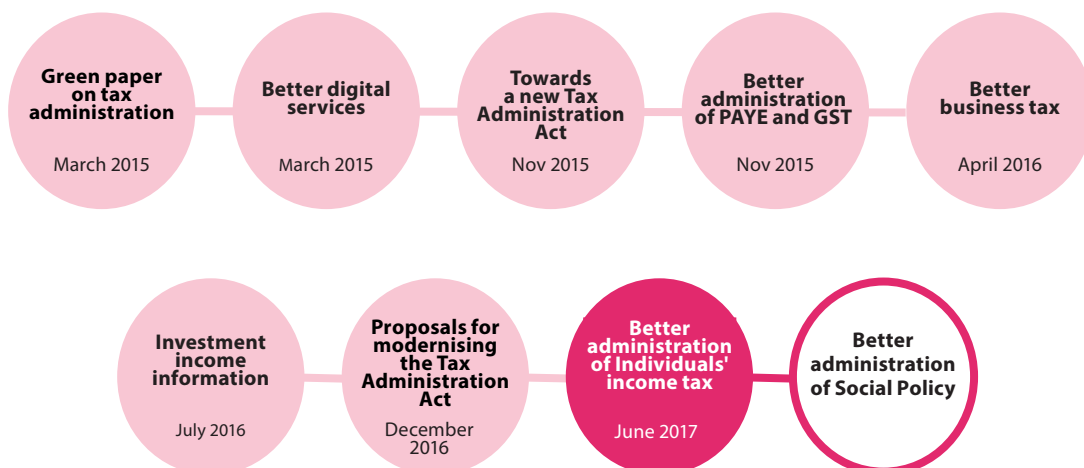 Green paper
on tax
administration
March 2015
Better digital
services
March 2015
Towards
a new Tax
Administration
Act
Nov 2015
Better
administration
of PAYE and GST
Nov 2015
Better
business tax
April 2016
Investment
income
information
July 2016
Proposals for
modernising
the Tax
Administration
Act
December
2016
Better
administration
of Individuals'
income tax
June 2017
Better
administration
of Social Policy